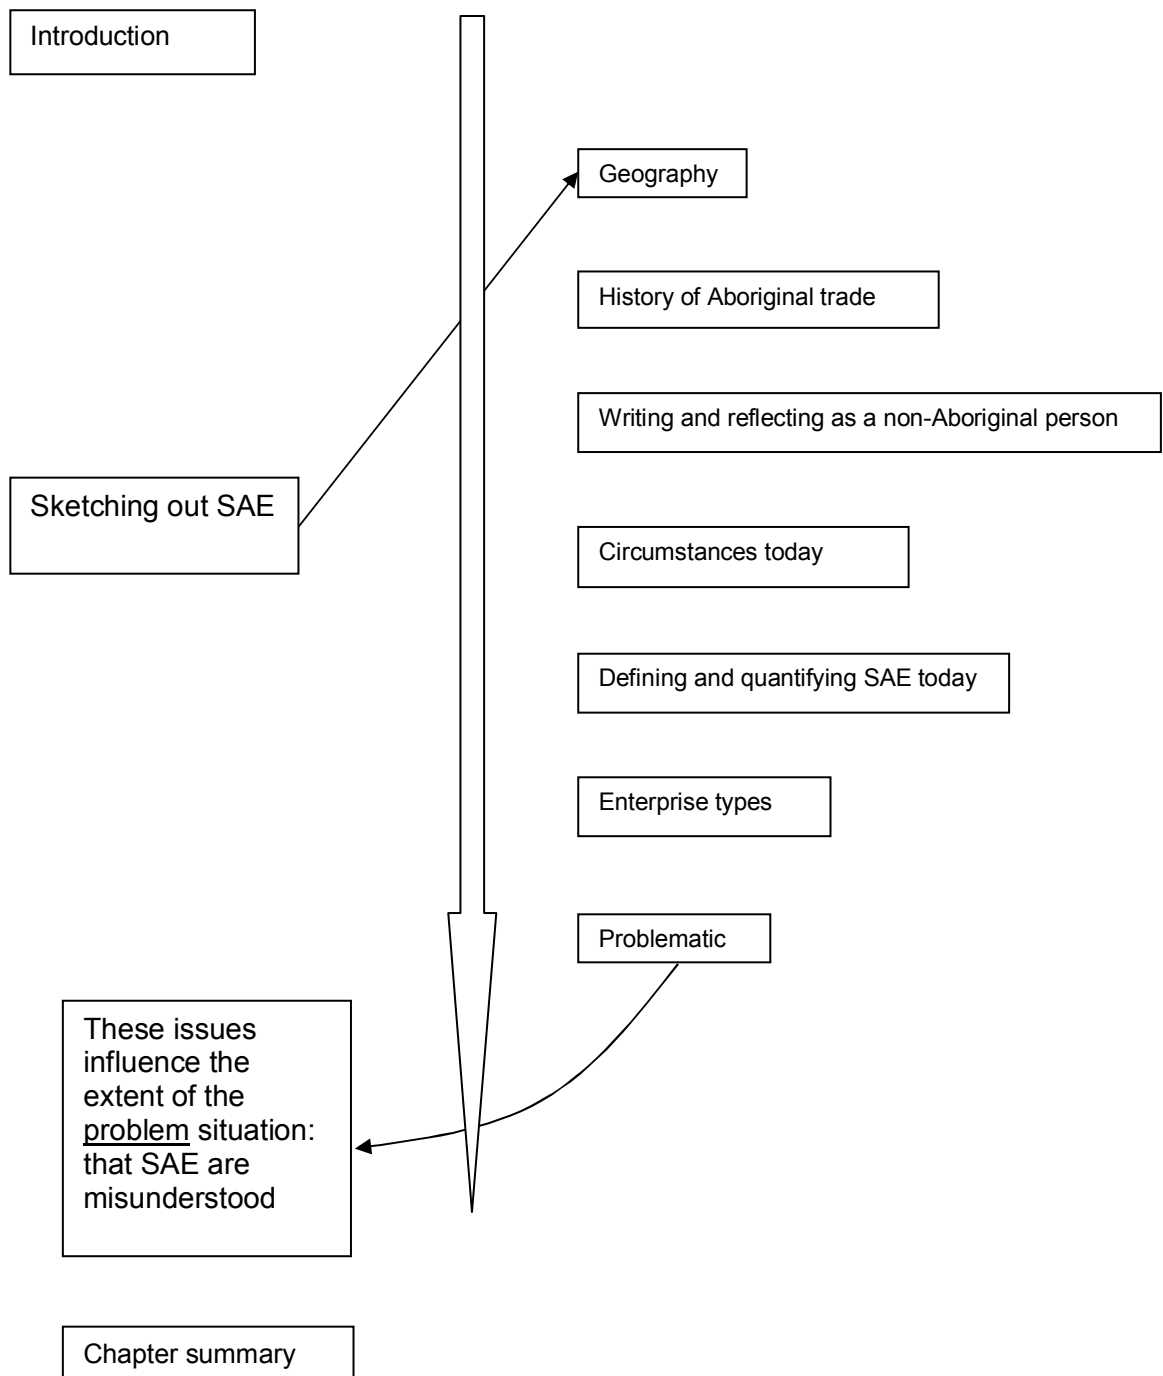 Introduction
Geography
History of Aboriginal trade
Writing and reflecting as a non-Aboriginal person
Sketching out SAE
Circumstances today
Defining and quantifying SAE today
Enterprise types
Problematic
These issues
influence the
extent of the
problem situation:
that SAE are
misunderstood
Chapter summary